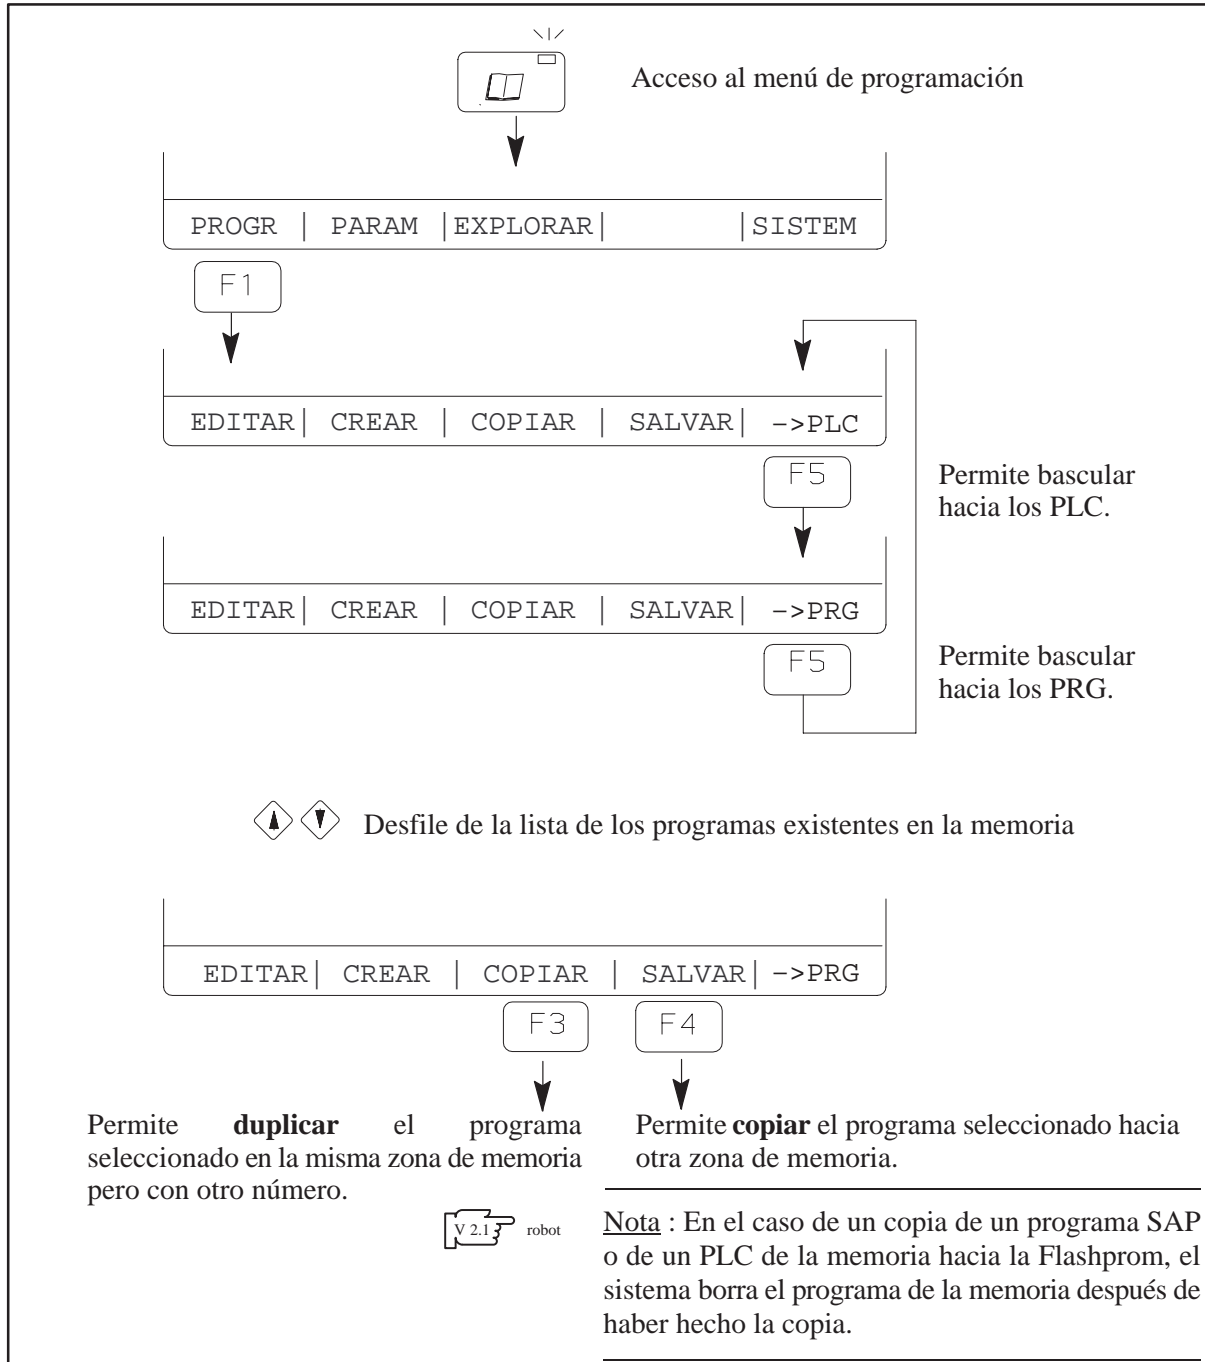 Acceso al menú de programación
PROGR | PARAM |EXPLORAR| |SISTEM
F1
EDITAR| CREAR | COPIAR | SALVAR| –>PLC
F5
Permite bascular
hacia los PLC.
EDITAR| CREAR | COPIAR | SALVAR| –>PRG
F5
Permite bascular
hacia los PRG.
Desfile de la lista de los programas existentes en la memoria
EDITAR| CREAR | COPIAR | SALVAR| –>PRG
F3 F4
Permite duplicar el programa
seleccionado en la misma zona de memoria
pero con otro número.
Permite copiar el programa seleccionado hacia
otra zona de memoria.
V 2.1 robot
Nota : En el caso de un copia de un programa SAP
o de un PLC de la memoria hacia la Flashprom, el
sistema borra el programa de la memoria después de
haber hecho la copia.